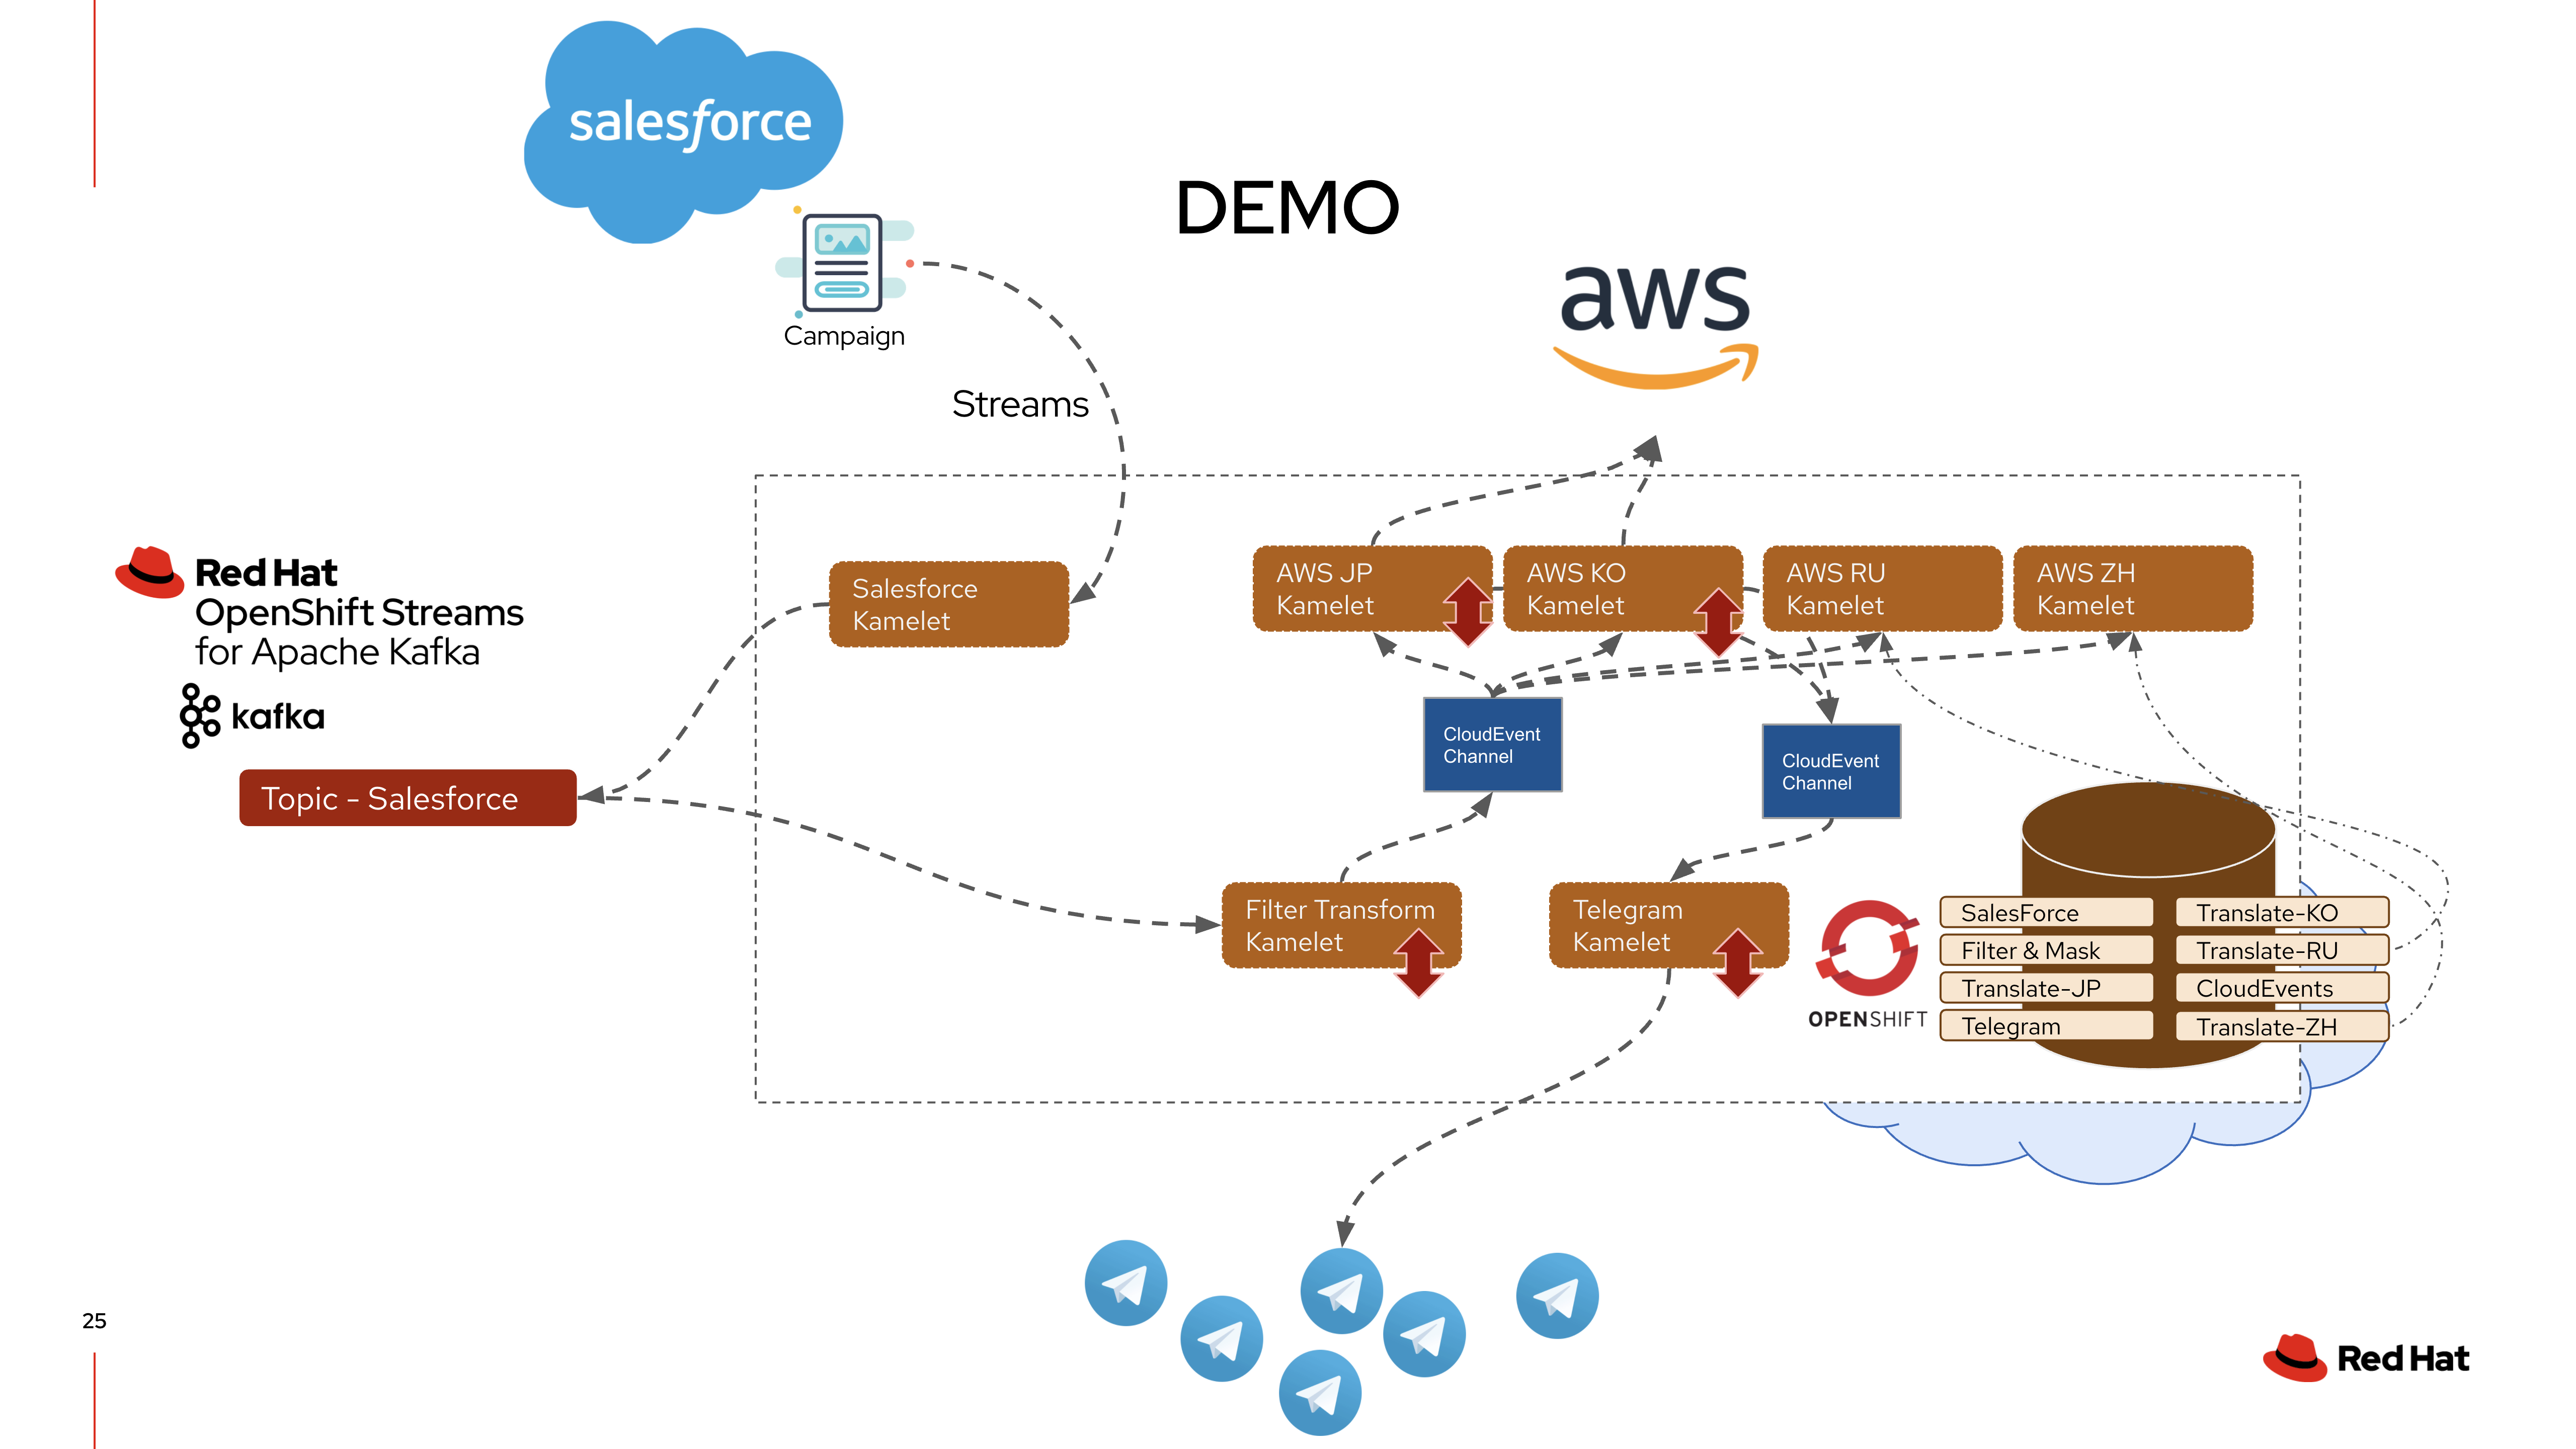 salesforce
DEMO
Campaign
aws
Streams
Red Hat
OpenShift Streams
for Apache Kafka
kafka
Topic - Salesforce
Salesforce
Kamelet
AWS JP
Kamelet
AWS KO
Kamelet
AWS RU
Kamelet
AWS ZH
Kamelet
CloudEvent
Channel
CloudEvent
Channel
Filter Transform
Kamelet
Telegram
Kamelet
OPENSHIFT
SalesForce
Filter & Mask
Translate-JP
Telegram
Translate-KO
Translate-RU
CloudEvents
Translate-ZH
25
Red Hat